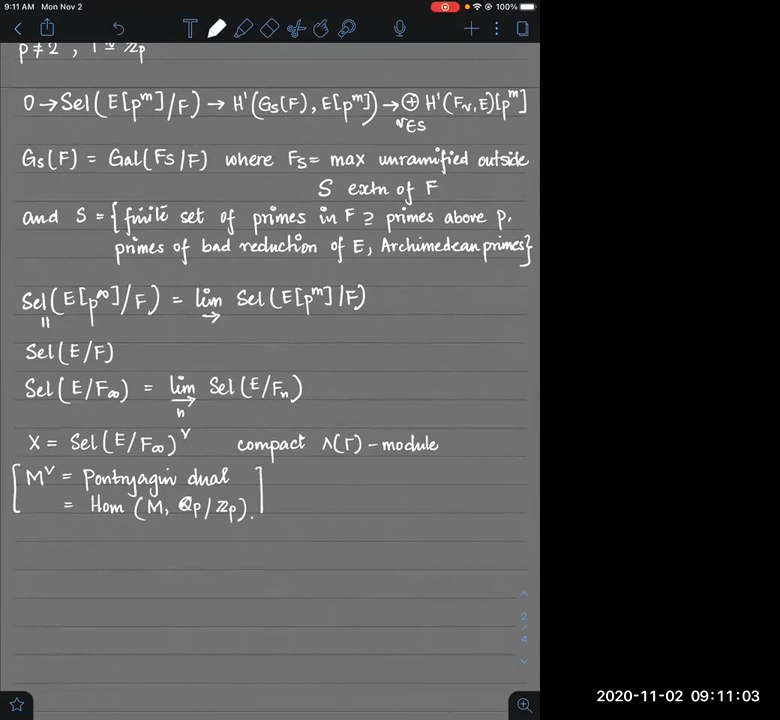 9:11 AM Mon Nov 2
100%
p≠2 , Γ ≅ ℤp
0 → Sel(E[p^m]/F) → H'(G_S(F), E[p^m]) → ⊕_{v∈S} H'(F_v, E)[p^m]
G_S(F) = Gal(F_S/F) where F_S = max unramified outside
S extn of F
and S = {finite set of primes in F ⊇ primes above p,
primes of bad reduction of E, Archimedean primes}
Sel(E[p^∞]/F) = lim→ Sel(E[p^m]/F)
॥
Sel(E/F)
Sel(E/F_∞) = lim→_n Sel(E/F_n)
X = Sel(E/F_∞)^∨ compact Λ(Γ)-module
[M^∨ = Pontryagin dual
= Hom (M, ℚp/ℤp).]
2
/
4
2020-11-02 09:11:03